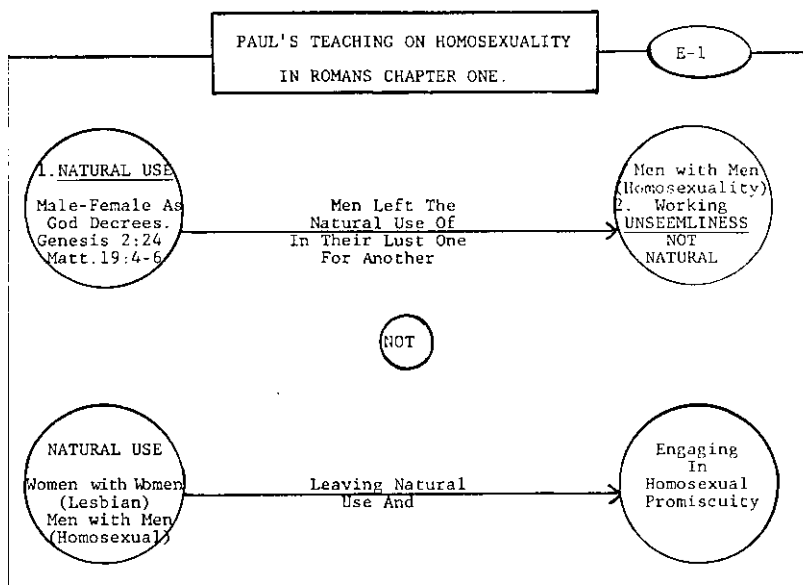 PAUL'S TEACHING ON HOMOSEXUALITY
IN ROMANS CHAPTER ONE.
E-1
1. NATURAL USE
Male-Female As
God Decrees.
Genesis 2:24
Matt.19:4-6
Men Left The
Natural Use Of
In Their Lust One
For Another
Men with Men
(Homosexuality)
2. Working
UNSEEMLINESS
NOT
NATURAL
NOT
NATURAL USE
Women with Women
(Lesbian)
Men with Men
(Homosexual)
Leaving Natural
Use And
Engaging
In
Homosexual
Promiscuity